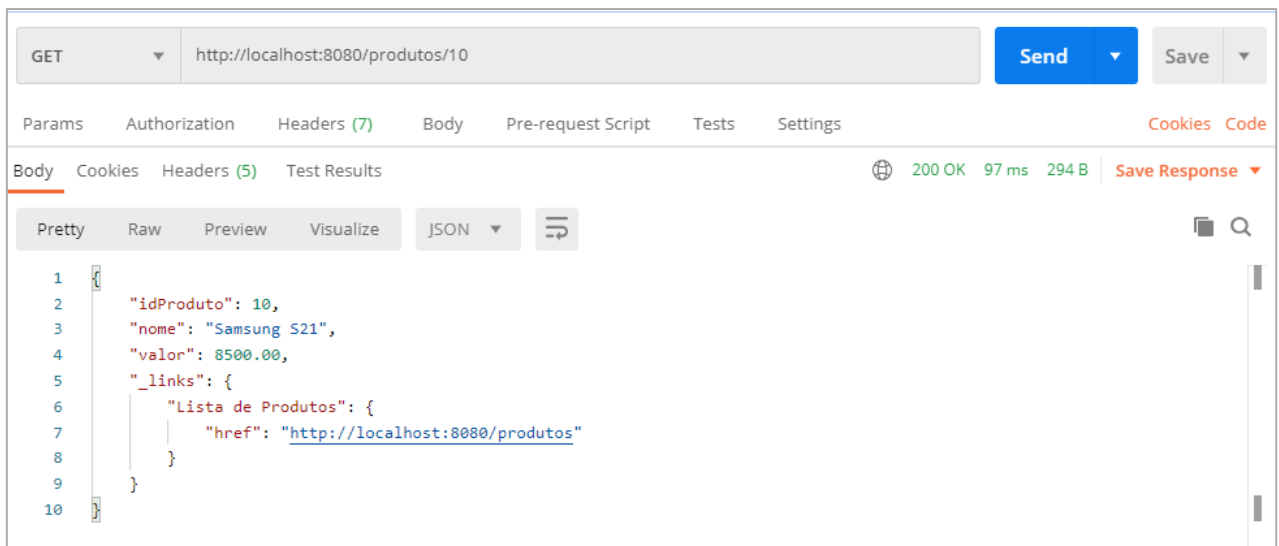 GET http://localhost:8080/produtos/10 Send Save
Params Authorization Headers (7) Body Pre-request Script Tests Settings Cookies Code
Body Cookies Headers (5) Test Results 200 OK 97 ms 294 B Save Response
Pretty Raw Preview Visualize JSON
1 {
2 "idProduto": 10,
3 "nome": "Samsung S21",
4 "valor": 8500.00,
5 "_links": {
6 "Lista de Produtos": {
7 "href": "http://localhost:8080/produtos"
8 }
9 }
10 }